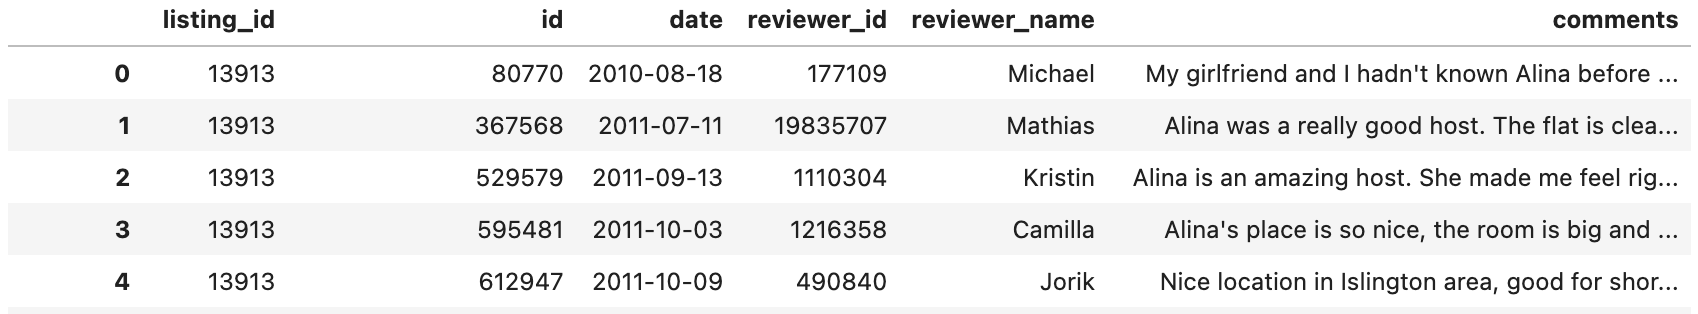 listing_id id date reviewer_id reviewer_name comments
0 13913 80770 2010-08-18 177109 Michael My girlfriend and I hadn't known Alina before ...
1 13913 367568 2011-07-11 19835707 Mathias Alina was a really good host. The flat is clea...
2 13913 529579 2011-09-13 1110304 Kristin Alina is an amazing host. She made me feel rig...
3 13913 595481 2011-10-03 1216358 Camilla Alina's place is so nice, the room is big and ...
4 13913 612947 2011-10-09 490840 Jorik Nice location in Islington area, good for shor...